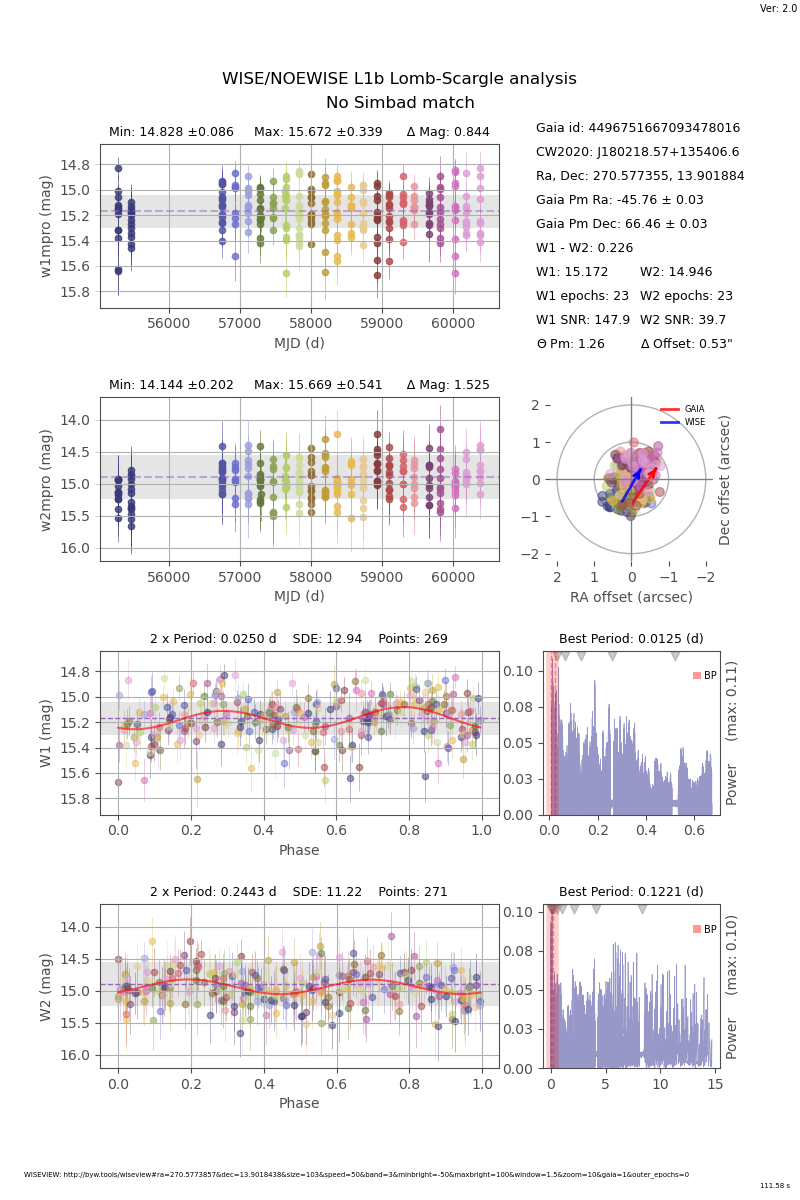 Ver: 2.0
WISE/NOEWISE L1b Lomb-Scargle analysis
No Simbad match
Min: 14.828 ±0.086 Max: 15.672 ±0.339 Δ Mag: 0.844
14.8
15.0
15.2
15.4
15.6
15.8
w1mpro (mag)
56000 57000 58000 59000 60000
MJD (d)
Gaia id: 4496751667093478016
CW2020: J180218.57+135406.6
Ra, Dec: 270.577355, 13.901884
Gaia Pm Ra: -45.76 ± 0.03
Gaia Pm Dec: 66.46 ± 0.03
W1 - W2: 0.226
W1: 15.172 W2: 14.946
W1 epochs: 23 W2 epochs: 23
W1 SNR: 147.9 W2 SNR: 39.7
Θ Pm: 1.26 Δ Offset: 0.53"
Min: 14.144 ±0.202 Max: 15.669 ±0.541 Δ Mag: 1.525
14.0
14.5
15.0
15.5
16.0
w2mpro (mag)
56000 57000 58000 59000 60000
MJD (d)
GAIA
WISE
2
1
0
−1
−2
Dec offset (arcsec)
2 1 0 −1 −2
RA offset (arcsec)
2 x Period: 0.0250 d SDE: 12.94 Points: 269
14.8
15.0
15.2
15.4
15.6
15.8
W1 (mag)
0.0 0.2 0.4 0.6 0.8 1.0
Phase
Best Period: 0.0125 (d)
BP
0.10
0.08
0.05
0.03
0.00
Power (max: 0.11)
0.0 0.2 0.4 0.6
2 x Period: 0.2443 d SDE: 11.22 Points: 271
14.0
14.5
15.0
15.5
16.0
W2 (mag)
0.0 0.2 0.4 0.6 0.8 1.0
Phase
Best Period: 0.1221 (d)
BP
0.10
0.08
0.05
0.03
0.00
Power (max: 0.10)
0 5 10 15
WISEVIEW: http://byw.tools/wiseview#ra=270.5773857&dec=13.9018438&size=103&speed=50&band=3&minbright=-50&maxbright=100&window=1.5&zoom=10&gaia=1&outer_epochs=0
111.58 s